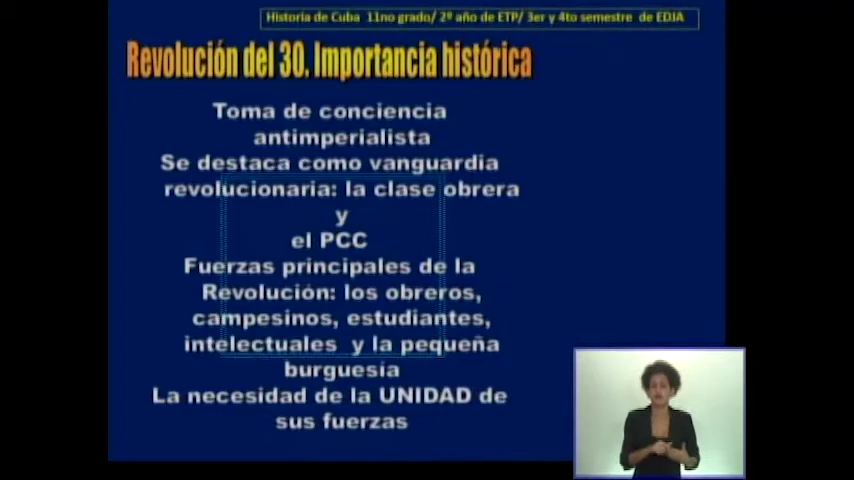 Historia de Cuba 11no grado/ 2º año de ETP/ 3er y 4to semestre de EDJA
Revolución del 30. Importancia histórica
Toma de conciencia
antimperialista
Se destaca como vanguardia
revolucionaria: la clase obrera
y
el PCC
Fuerzas principales de la
Revolución: los obreros,
campesinos, estudiantes,
intelectuales y la pequeña
burguesía
La necesidad de la UNIDAD de
sus fuerzas